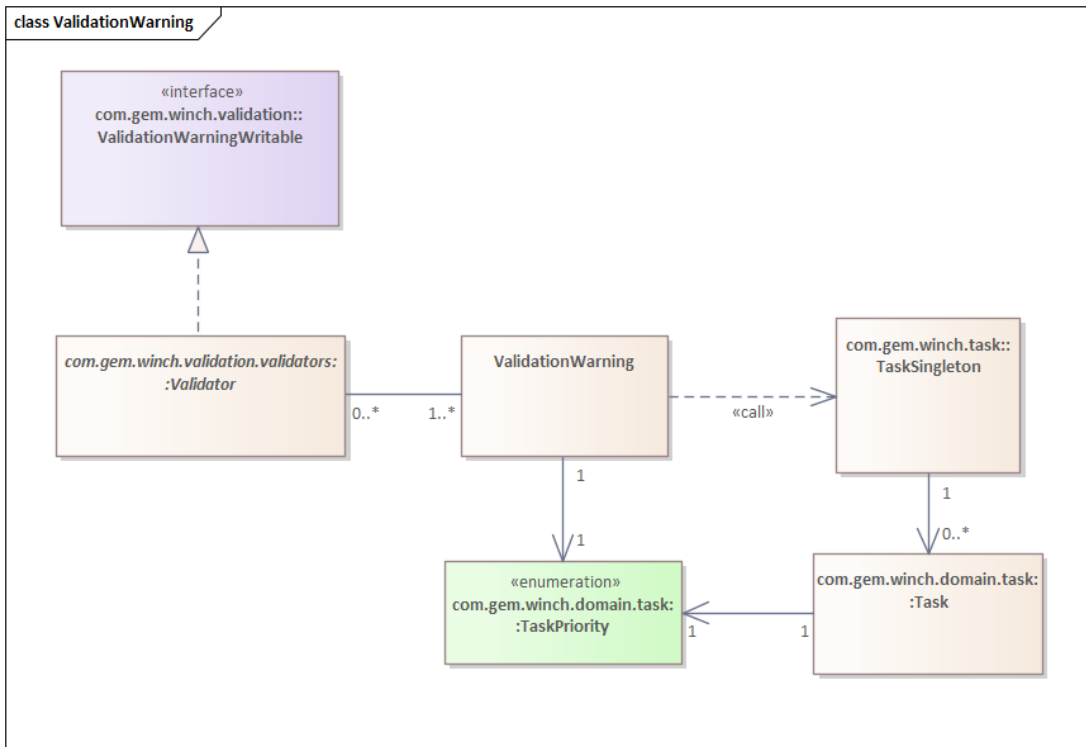 class ValidationWarning
«interface»
com.gem.winch.validation::
ValidationWarningWritable
com.gem.winch.validation.validators:
:Validator
0..*
1..*
ValidationWarning
«call»
com.gem.winch.task::
TaskSingleton
1
1
1
0..*
«enumeration»
com.gem.winch.domain.task:
:TaskPriority
1
1
com.gem.winch.domain.task:
:Task